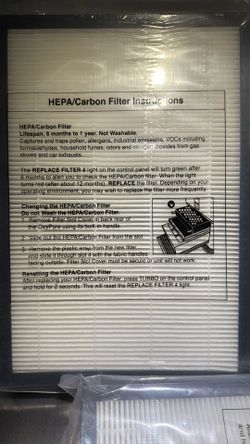 HEPA/Carbon Filter Instructions
HEPA/Carbon Filter
Lifespan, 6 months to 1 year. Not Washable.
Captures and traps pollen, allergens, industrial emissions, VOCs including
formaldehydes, household fumes, odors and nitrogen dioxides from gas
stoves and car exhausts.
The REPLACE FILTER 4 light on the control panel will turn green after
6 months to alert you to check the HEPA/Carbon filter. When the light
turns red (after about 12 months), REPLACE the filter. Depending on your
operating environment, you may wish to replace the filter more frequently.
Changing the HEPA/Carbon Filter
Do not Wash the HEPA/Carbon Filter.
1. Remove Filter Slot Cover 4 back rear of
the OxyPure using its built-in handle.
2. Slide out the HEPA/Carbon Filter from the slot.
3. Remove the plastic wrap from the new filter
and slide it through slot 4 with the fabric handles
facing outside. Filter Slot Cover must be secure or unit will not work.
Resetting the HEPA/Carbon Filter
After replacing your HEPA/Carbon Filter, press TURBO on the control panel
and hold for 3 seconds. This will reset the REPLACE FILTER 4 light.